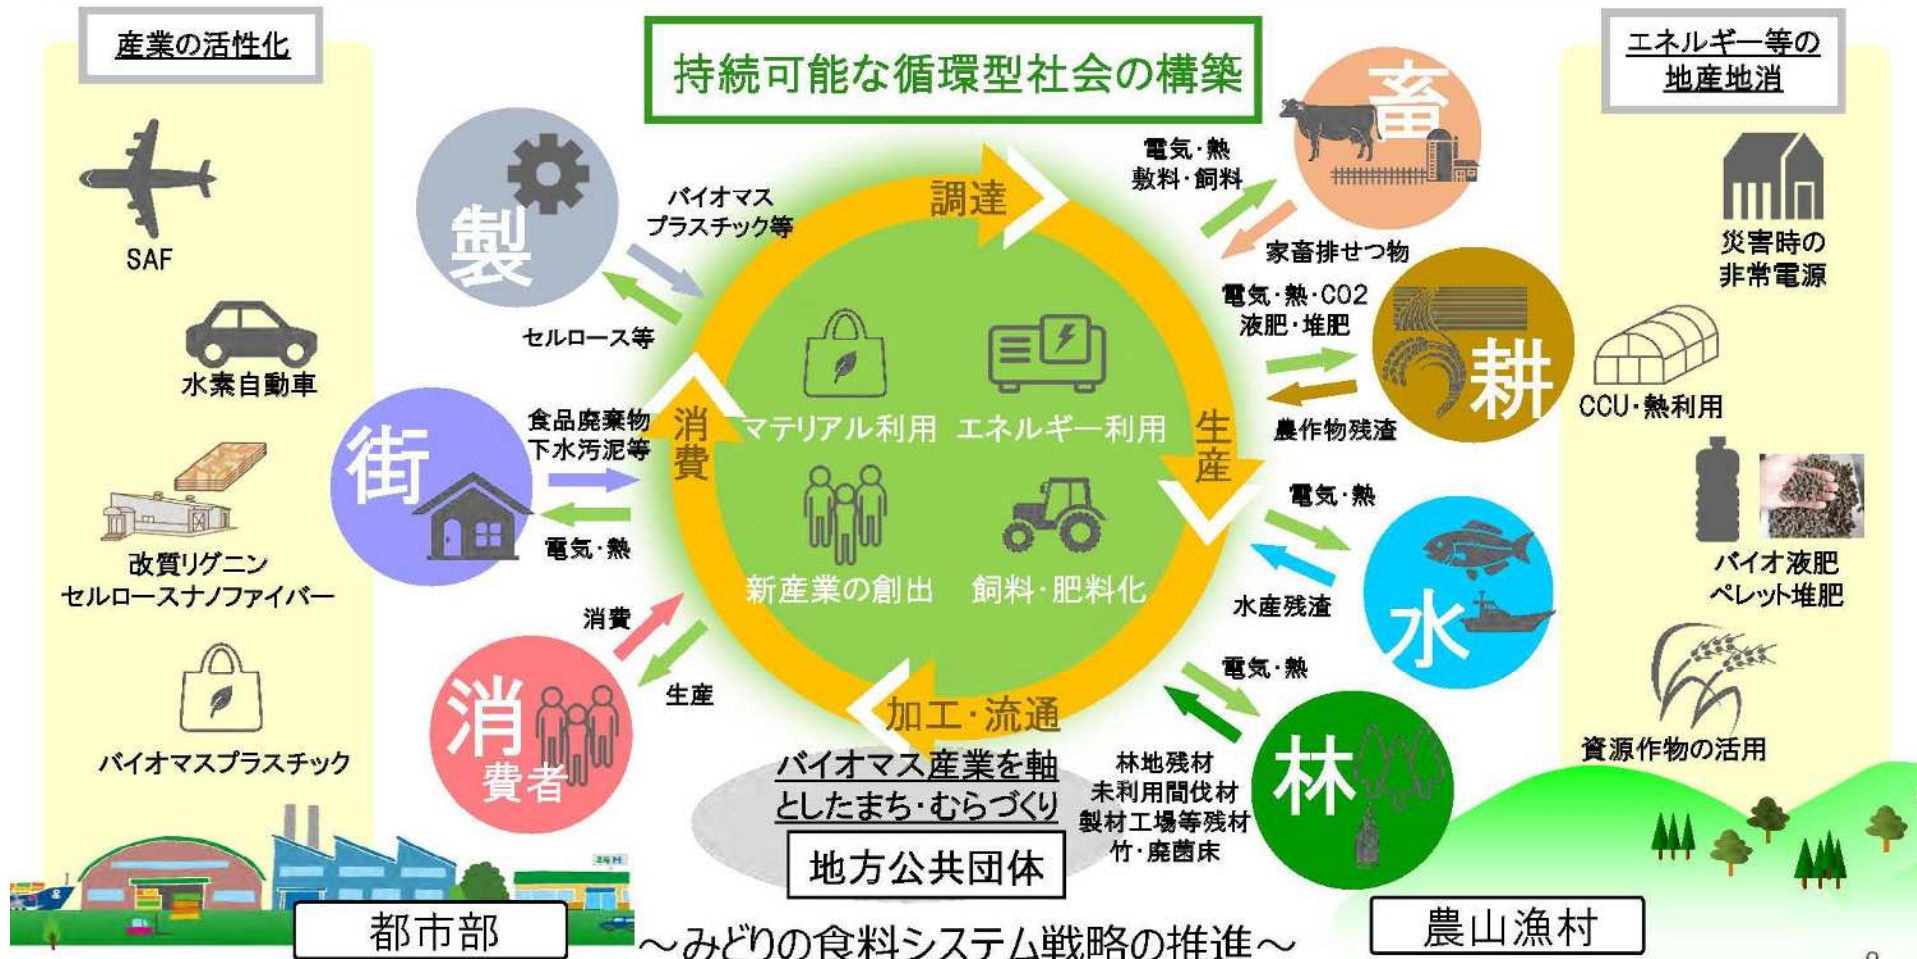 産業の活性化
SAF
水素自動車
改質リグニン
セルロースナノファイバー
バイオマスプラスチック
都市部
持続可能な循環型社会の構築
製
バイオマス
プラスチック等
セルロース等
街
食品廃棄物
下水汚泥等
電気・熱
消費
生産
消
費者
調達
生産
加工・流通
消費
マテリアル利用
エネルギー利用
新産業の創出
飼料・肥料化
畜
電気・熱
敷料・飼料
家畜排せつ物
耕
電気・熱・CO2
液肥・堆肥
農作物残渣
水
電気・熱
水産残渣
林
電気・熱
林地残材
未利用間伐材
製材工場等残材
竹・廃菌床
バイオマス産業を軸
としたまち・むらづくり
地方公共団体
～みどりの食料システム戦略の推進～
エネルギー等の
地産地消
災害時の
非常電源
CCU・熱利用
バイオ液肥
ペレット堆肥
資源作物の活用
農山漁村